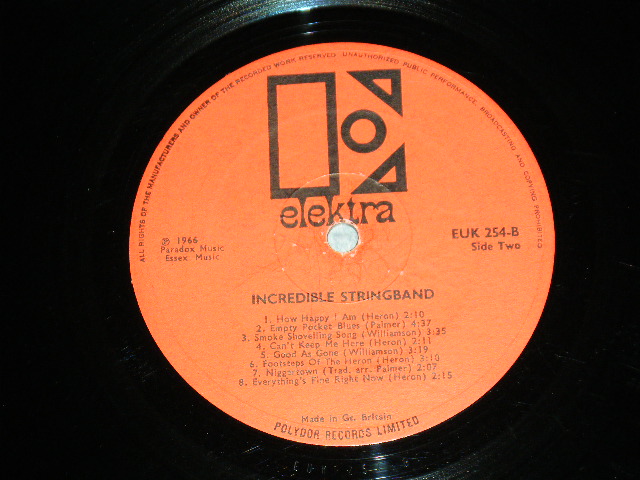 ALL RIGHTS OF THE MANUFACTURERS AND OWNER OF THE RECORDED WORK RESERVED. UNAUTHORIZED PUBLIC PERFORMANCE, BROADCASTING AND COPYING PROHIBITED
elektra
℗ 1966
Paradox Music
Essex Music
EUK 254-B
Side Two
INCREDIBLE STRINGBAND
1. How Happy I Am (Heron) 2:10
2. Empty Pocket Blues (Palmer) 4:37
3. Smoke Shovelling Song (Williamson) 3:35
4. Can't Keep Me Here (Heron) 2:11
5. Good As Gone (Williamson) 3:19
6. Footsteps Of The Heron (Heron) 3:10
7. Niggertown (Trad. arr. Palmer) 2:07
8. Everything's Fine Right Now (Heron) 2:15
Made in Gt. Britain
POLYDOR RECORDS LIMITED